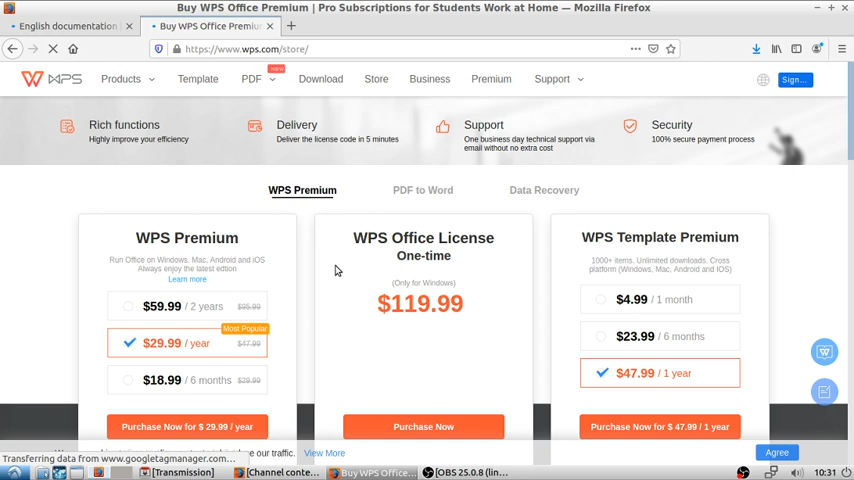 Buy WPS Office Premium | Pro Subscriptions for Students Work at Home — Mozilla Firefox
English documentation
Buy WPS Office Premium
https://www.wps.com/store/
WPS
Products
Template
PDF
new
Download
Store
Business
Premium
Support
Sign...
Rich functions
Highly improve your efficiency
Delivery
Deliver the license code in 5 minutes
Support
One business day technical support via
email without no extra cost
Security
100% secure payment process
WPS Premium
PDF to Word
Data Recovery
WPS Premium
Run Office on Windows, Mac, Android and iOS
Always enjoy the latest edtion
Learn more
$59.99 / 2 years $95.99
Most Popular
$29.99 / year $47.99
$18.99 / 6 months $29.99
Purchase Now for $ 29.99 / year
WPS Office License
One-time
(Only for Windows)
$119.99
Purchase Now
WPS Template Premium
1000+ items. Unlimited downloads. Cross
platform (Windows, Mac, Android and IOS)
$4.99 / 1 month
$23.99 / 6 months
$47.99 / 1 year
Purchase Now for $ 47.99 / 1 year
our traffic. View More
Agree
Transferring data from www.googletagmanager.com...
[Transmission]
[Channel conte...
Buy WPS Office...
[OBS 25.0.8 (lin...
10:31